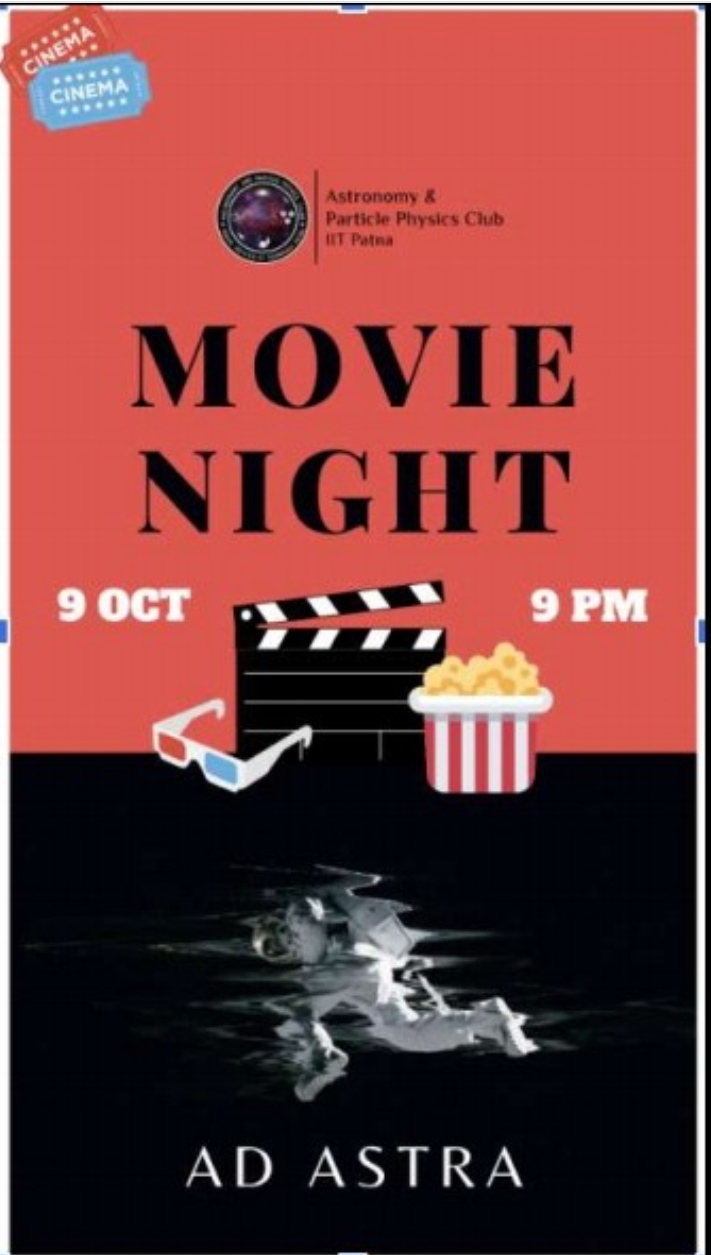 CINEMA
CINEMA
Astronomy &
Particle Physics Club
IIT Patna
MOVIE
NIGHT
9 OCT
9 PM
AD ASTRA